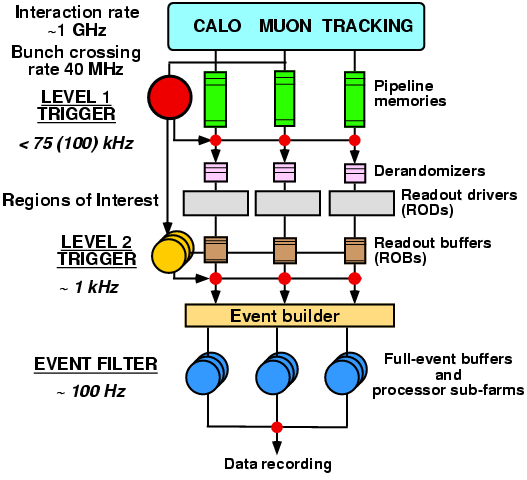 Interaction rate
~1 GHz
CALO MUON TRACKING
Bunch crossing
rate 40 MHz
LEVEL 1
TRIGGER
Pipeline
memories
< 75 (100) kHz
Derandomizers
Regions of Interest
Readout drivers
(RODs)
LEVEL 2
TRIGGER
Readout buffers
(ROBs)
~ 1 kHz
Event builder
EVENT FILTER
~ 100 Hz
Full-event buffers
and
processor sub-farms
Data recording